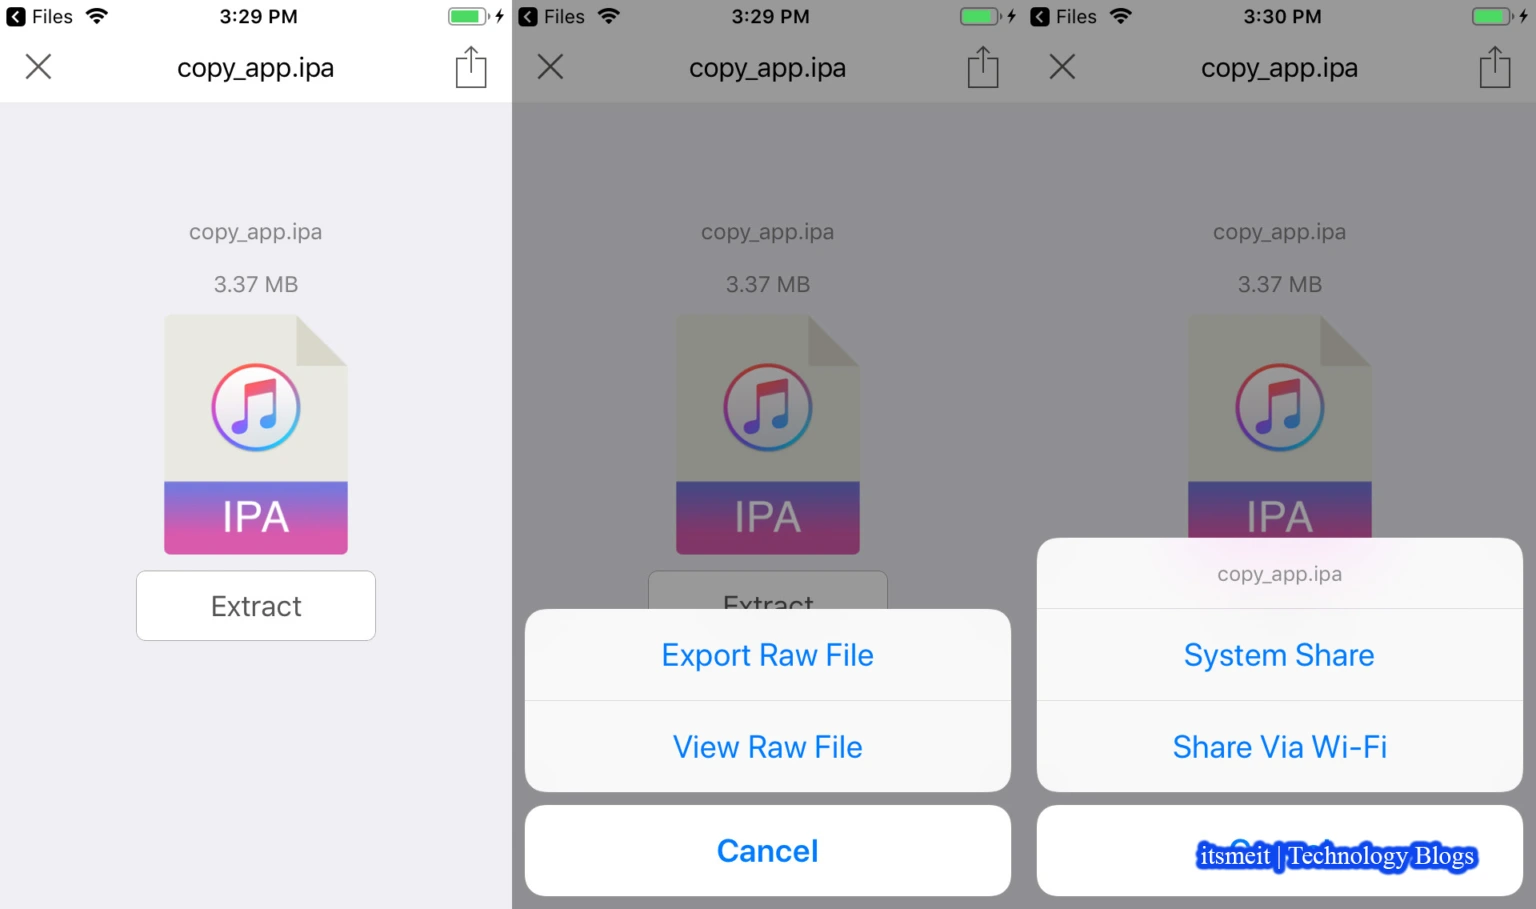 Files 3:29 PM
copy_app.ipa
copy_app.ipa
3.37 MB
IPA
Extract
Files 3:29 PM
copy_app.ipa
copy_app.ipa
3.37 MB
IPA
Extract
Export Raw File
View Raw File
Cancel
Files 3:30 PM
copy_app.ipa
copy_app.ipa
3.37 MB
IPA
copy_app.ipa
System Share
Share Via Wi-Fi
itsmeit | Technology Blogs